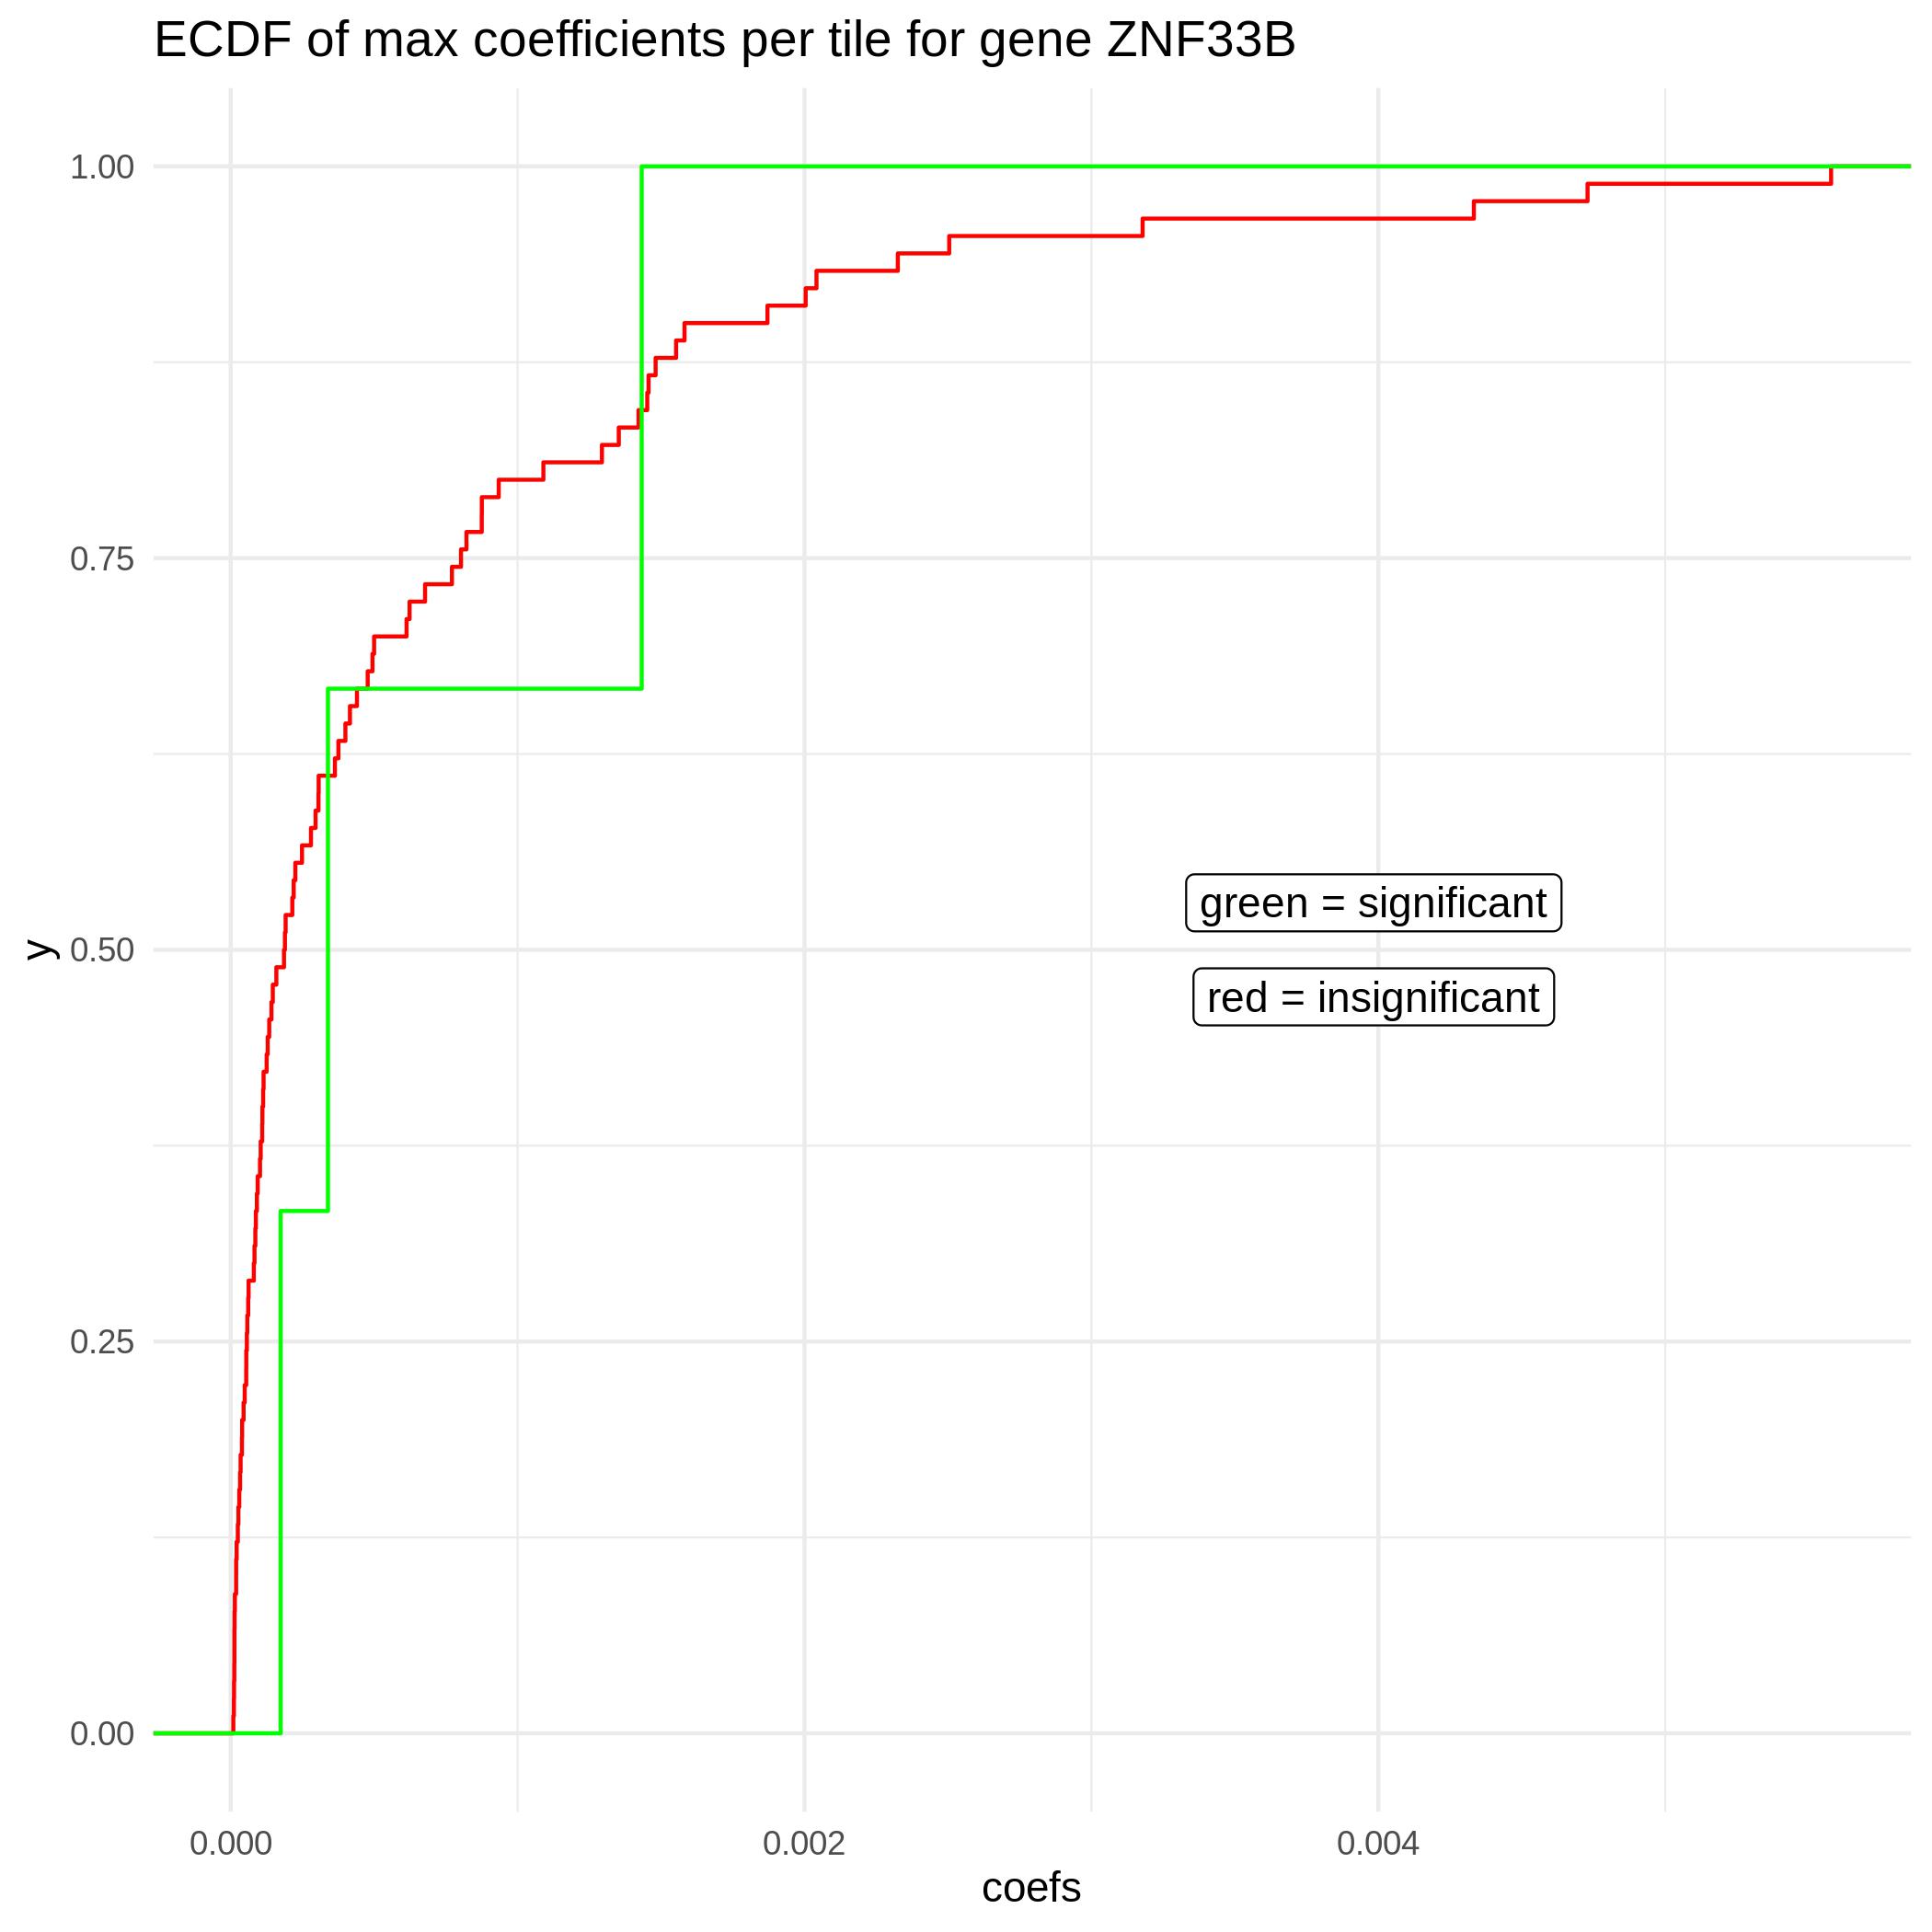 ECDF of max coefficients per tile for gene ZNF33B
1.00
0.75
0.50
0.25
0.00
y
green = significant
red = insignificant
0.000 0.002 0.004
coefs